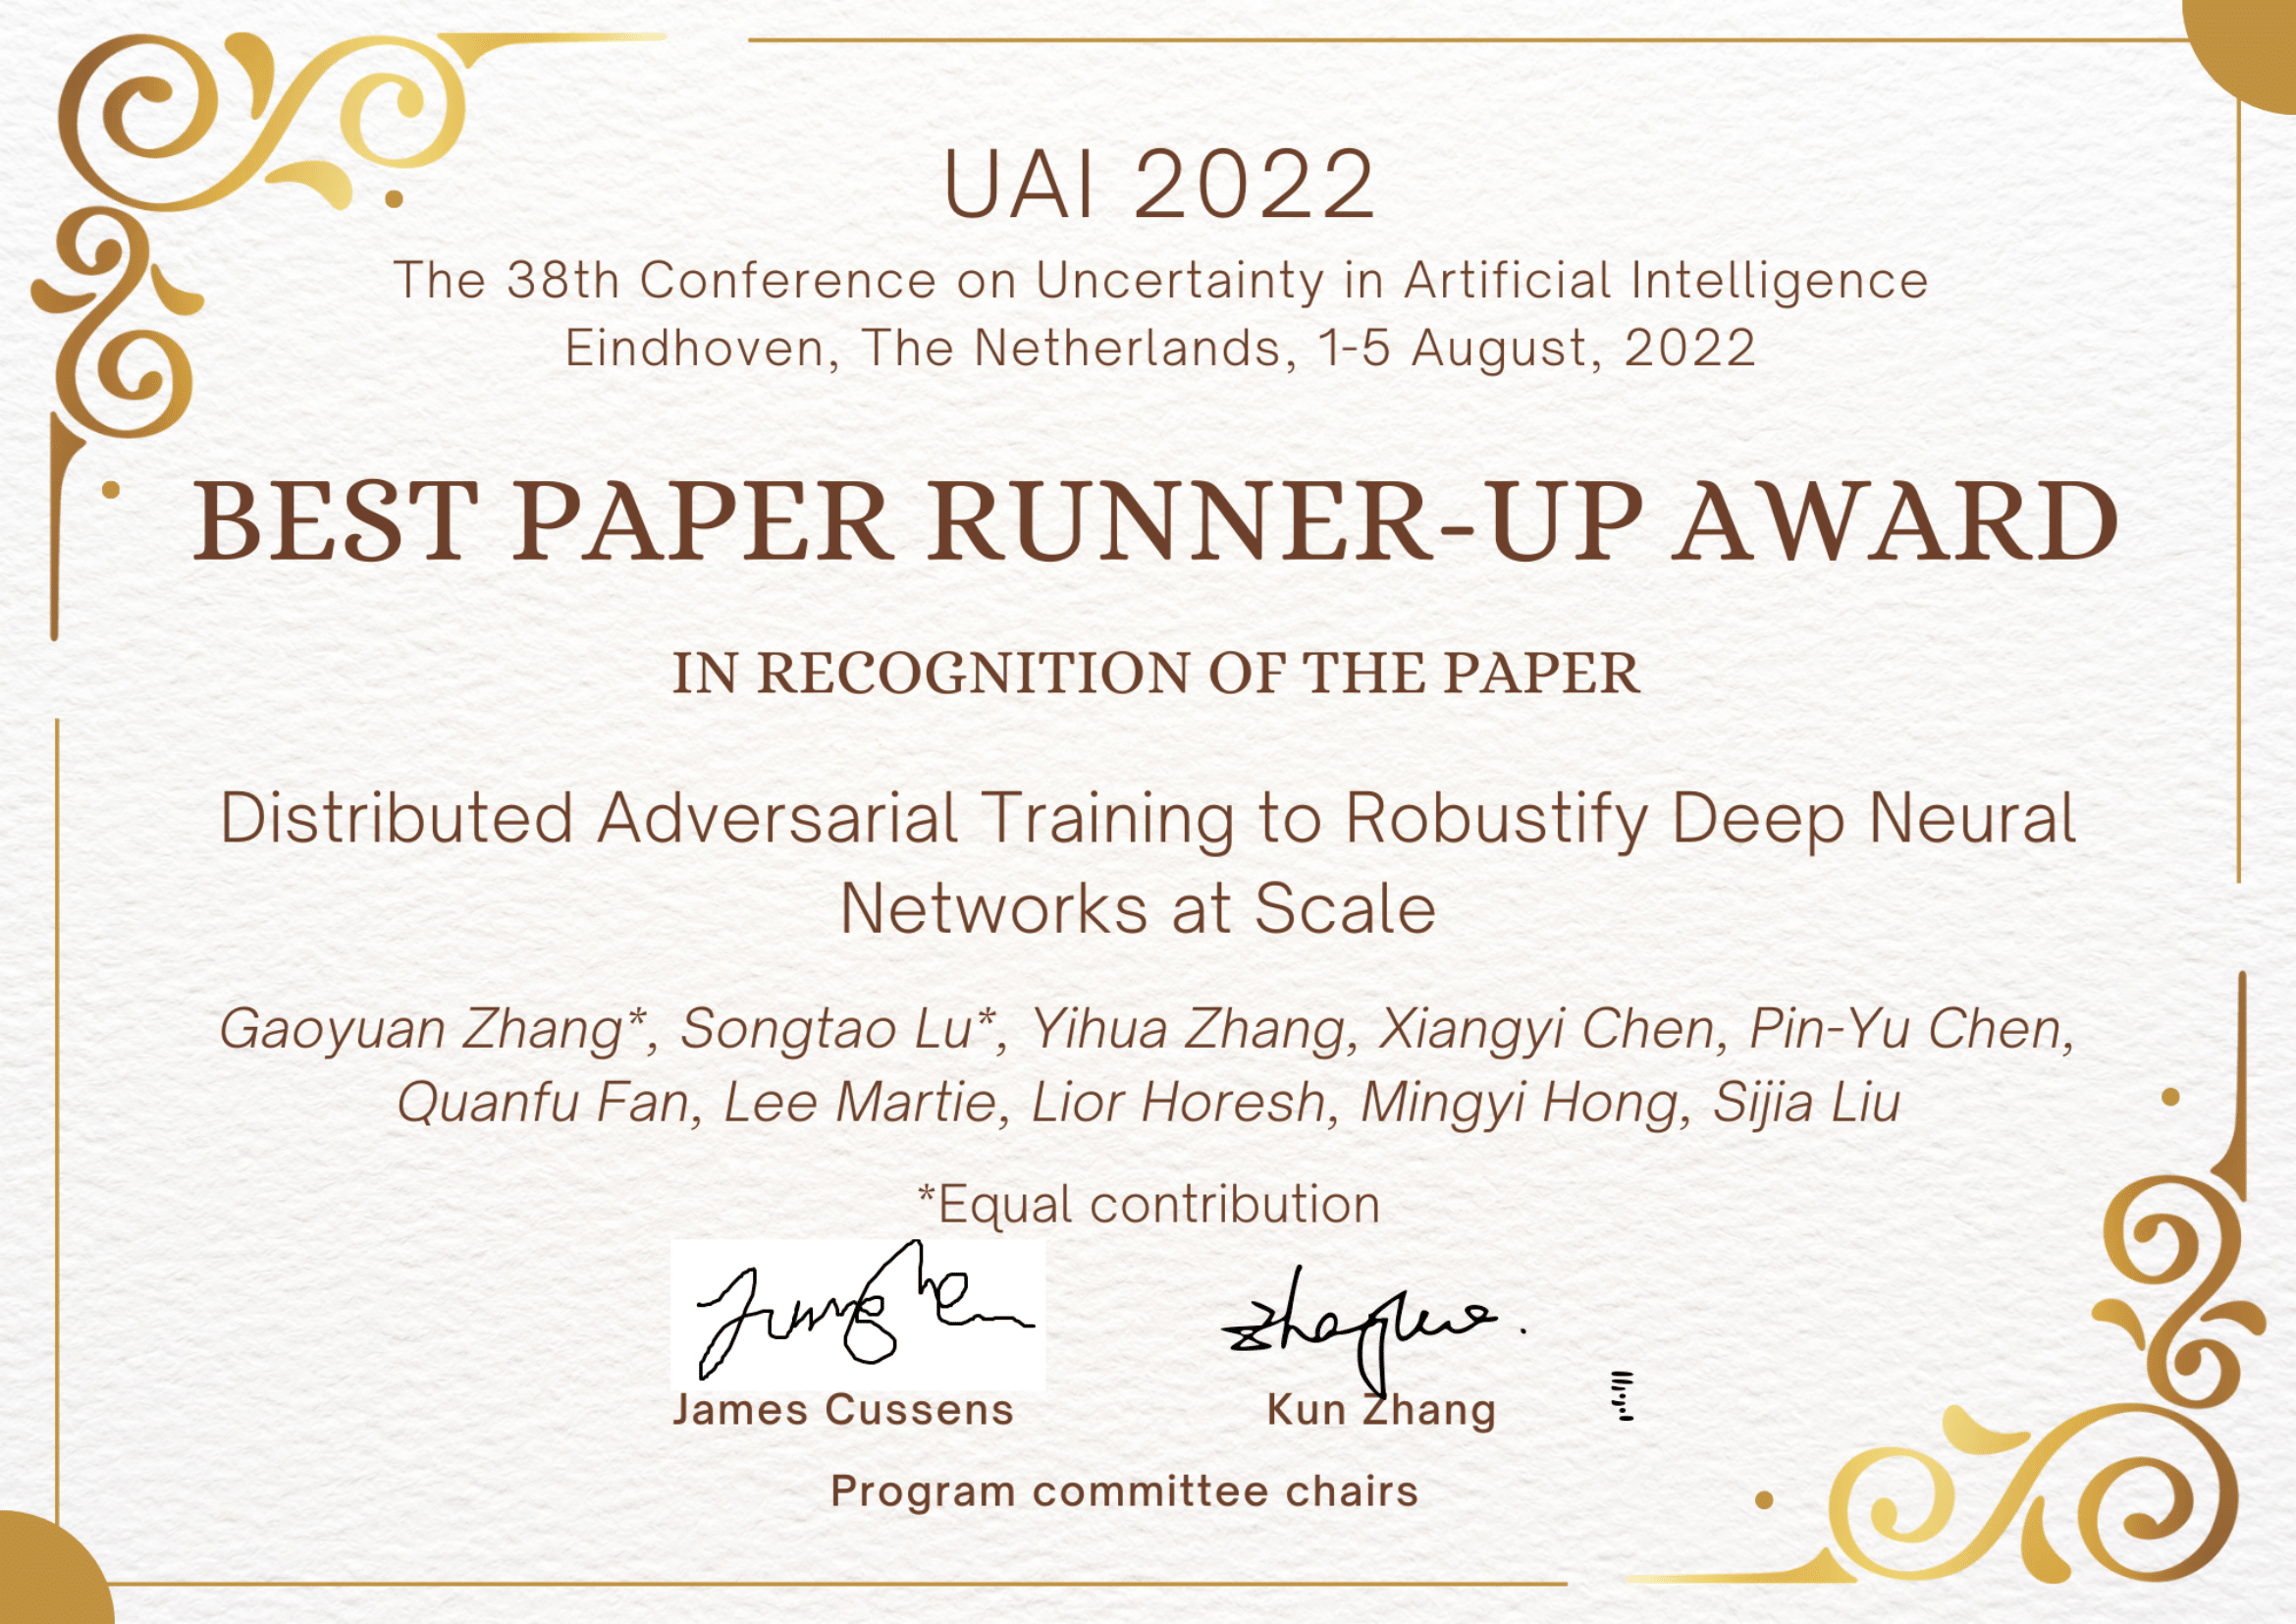 UAI 2022
The 38th Conference on Uncertainty in Artificial Intelligence
Eindhoven, The Netherlands, 1-5 August, 2022
BEST PAPER RUNNER-UP AWARD
IN RECOGNITION OF THE PAPER
Distributed Adversarial Training to Robustify Deep Neural
Networks at Scale
Gaoyuan Zhang*, Songtao Lu*, Yihua Zhang, Xiangyi Chen, Pin-Yu Chen,
Quanfu Fan, Lee Martie, Lior Horesh, Mingyi Hong, Sijia Liu
*Equal contribution
James Cussens Kun Zhang
Program committee chairs